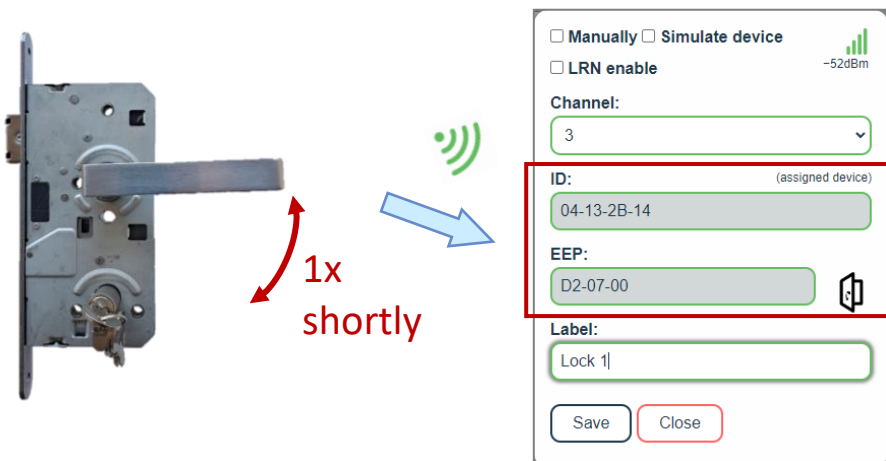 Manually Simulate device
LRN enable
−52dBm
Channel:
3
ID: (assigned device)
04-13-2B-14
EEP:
D2-07-00
Label:
Lock 1
Save Close
1x
shortly